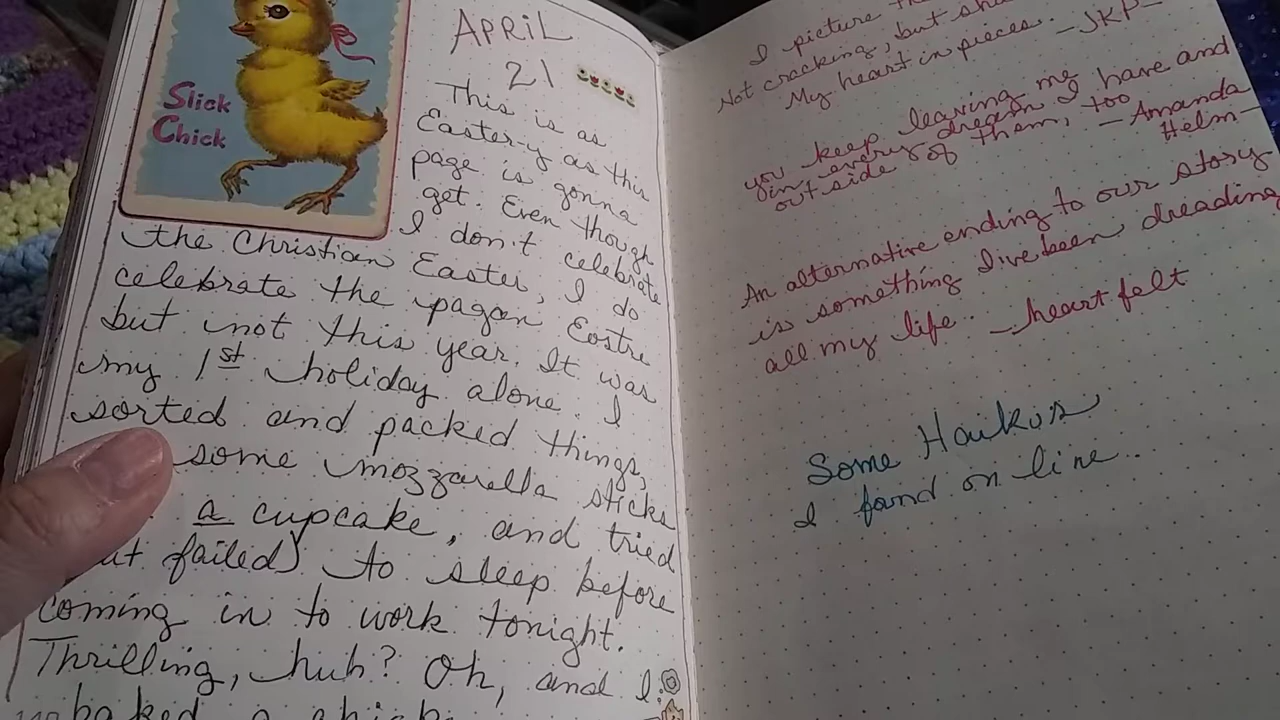 Slick
Chick
APRIL
21
This is as
Easter-y as this
page is gonna
get. Even though
I don't celebrate
the Christian Easter, I do
celebrate the pagan Eostre
but not this year. It was
my 1st holiday alone. I
sorted and packed things,
some mozzarella sticks
a cupcake, and tried
failed) to sleep before
coming in to work tonight.
Thrilling, huh? Oh, and I
baked a
I picture
Not cracking, but
My heart in pieces. -JKP-
you keep leaving me
in every dream I have and
outside of them, too
-Amanda
Helm-
An alternative ending to our story
is something I've been dreading
all my life. -heart felt
Some Haikus
I found on line.